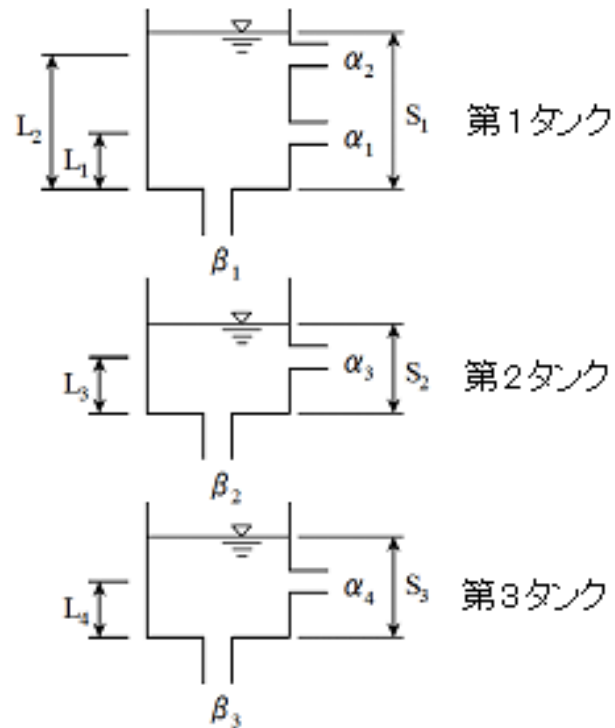 α₂
L₂
S₁ 第1タンク
L₁
α₁
β₁
L₃
α₃
S₂ 第2タンク
β₂
L₄
α₄
S₃ 第3タンク
β₃